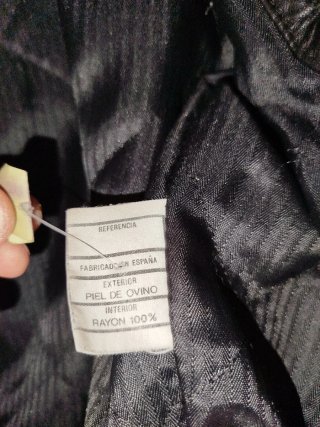 REFERENCIA
FABRICADO EN ESPAÑA
EXTERIOR
PIEL DE OVINO
INTERIOR
RAYON 100%